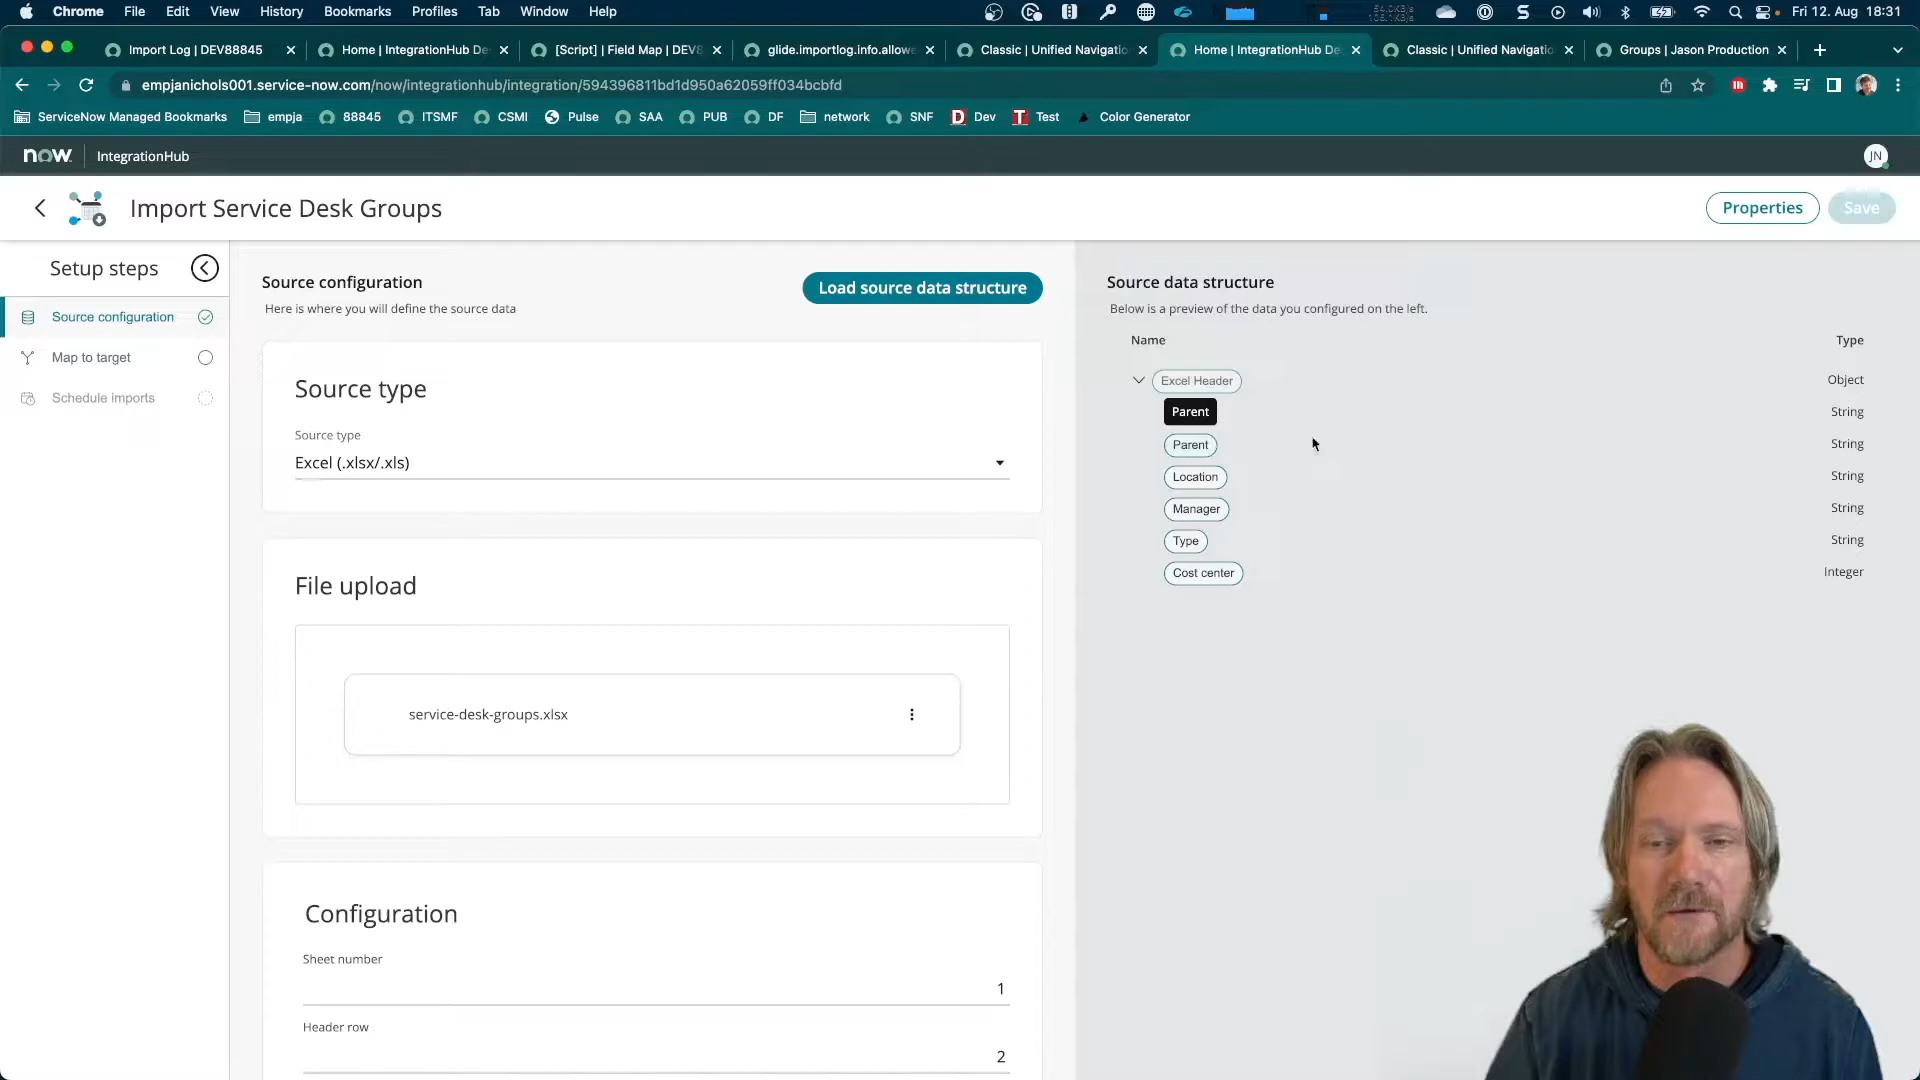 Chrome File Edit View History Bookmarks Profiles Tab Window Help Fri 12. Aug 18:31
Import Log | DEV88845 Home | IntegrationHub De [Script] | Field Map | DEV8 glide.importlog.info.allowe Classic | Unified Navigatio Home | IntegrationHub De Classic | Unified Navigatio Groups | Jason Production
empjanichols001.service-now.com/now/integrationhub/integration/594396811bd1d950a62059ff034bcbfd
ServiceNow Managed Bookmarks empja 88845 ITSMF CSMI Pulse SAA PUB DF network SNF D Dev T Test Color Generator
now IntegrationHub JN
Import Service Desk Groups Properties Save
Setup steps
Source configuration
Map to target
Schedule imports
Source configuration Load source data structure
Here is where you will define the source data
Source type
Source type
Excel (.xlsx/.xls)
File upload
service-desk-groups.xlsx
Configuration
Sheet number
1
Header row
2
Source data structure
Below is a preview of the data you configured on the left.
Name Type
Excel Header Object
Parent String
Parent String
Location String
Manager String
Type String
Cost center Integer